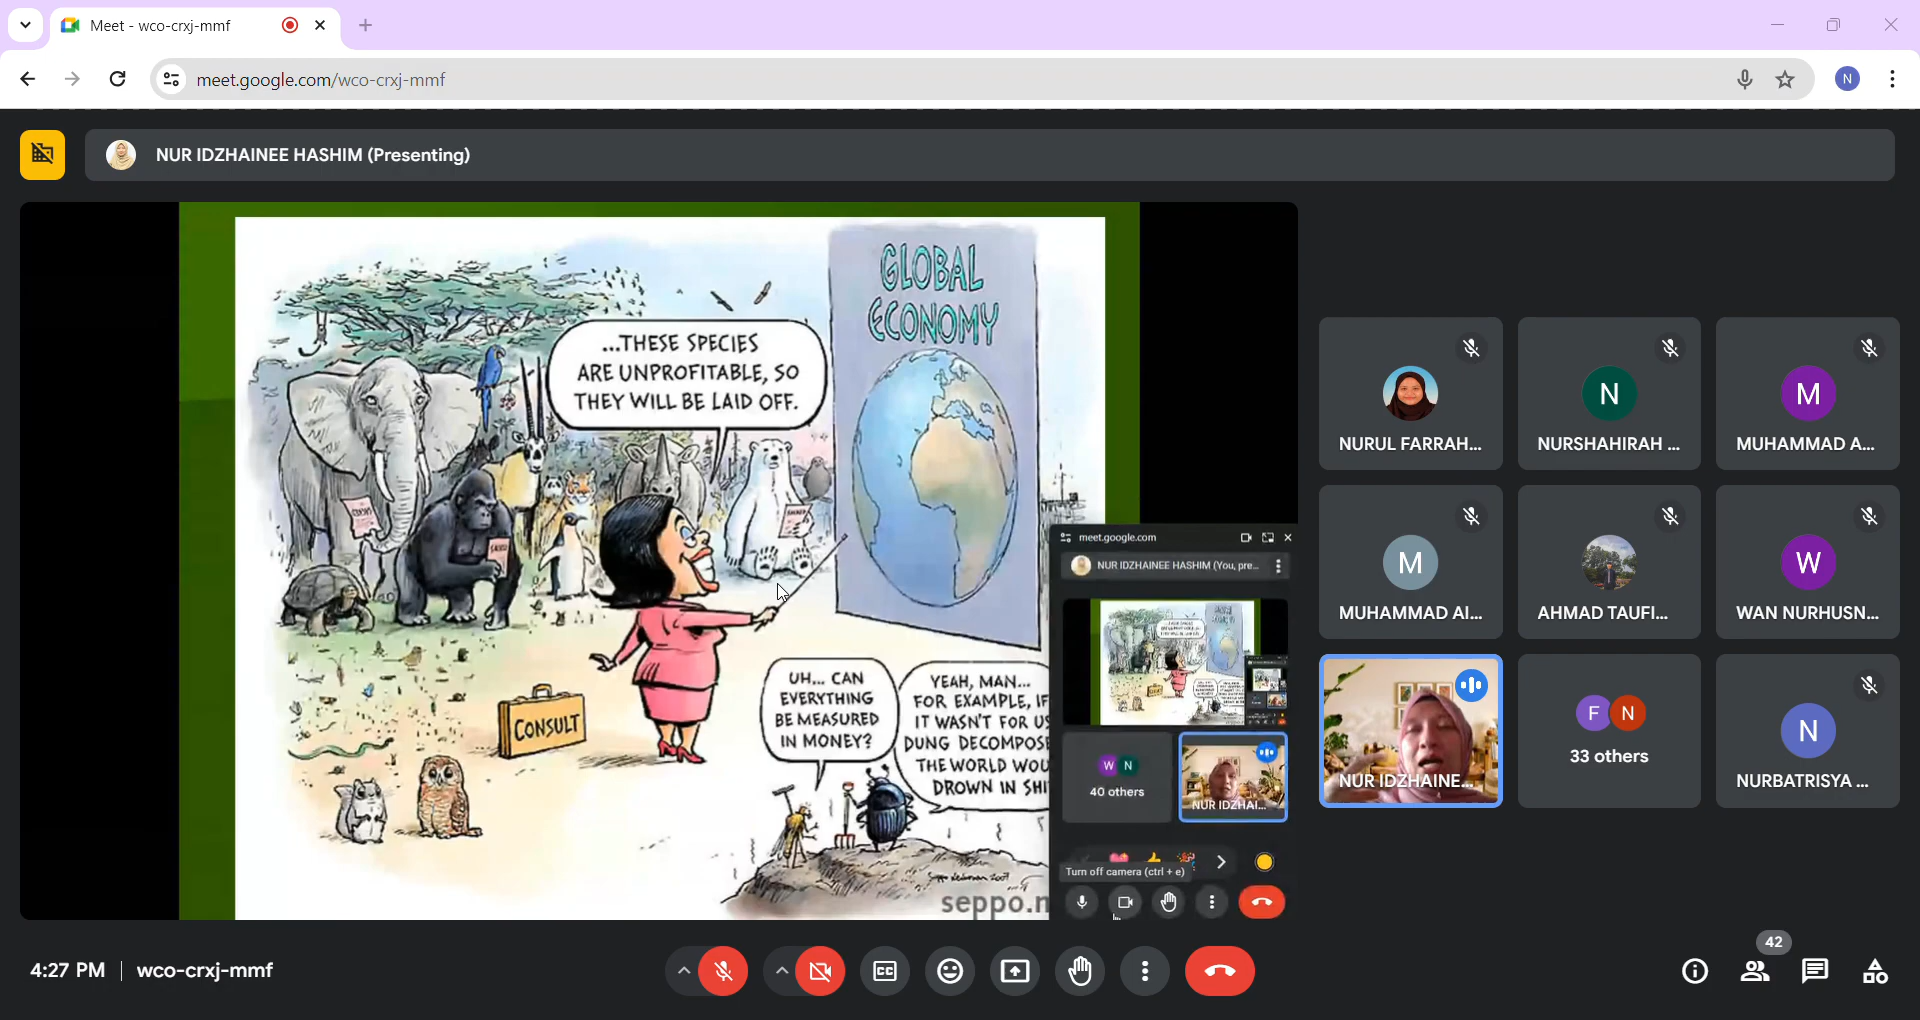 Meet - wco-crxj-mmf
meet.google.com/wco-crxj-mmf
N
NUR IDZHAINEE HASHIM (Presenting)
GLOBAL
ECONOMY
...THESE SPECIES
ARE UNPROFITABLE, SO
THEY WILL BE LAID OFF.
CONSULT
UH... CAN
EVERYTHING
BE MEASURED
IN MONEY?
YEAH, MAN...
FOR EXAMPLE, IF
IT WASN'T FOR US
DUNG DECOMPOSE
THE WORLD WOU
DROWN IN SHI
seppo.n
meet.google.com
NUR IDZHAINEE HASHIM (You, pre...
W N
40 others
NUR IDZHAI...
Turn off camera (ctrl + e)
NURUL FARRAH...
N
NURSHAHIRAH ...
M
MUHAMMAD A...
M
MUHAMMAD AI...
AHMAD TAUFI...
W
WAN NURHUSN...
NUR IDZHAINE...
F N
33 others
N
NURBATRISYA ...
4:27 PM | wco-crxj-mmf
CC
42